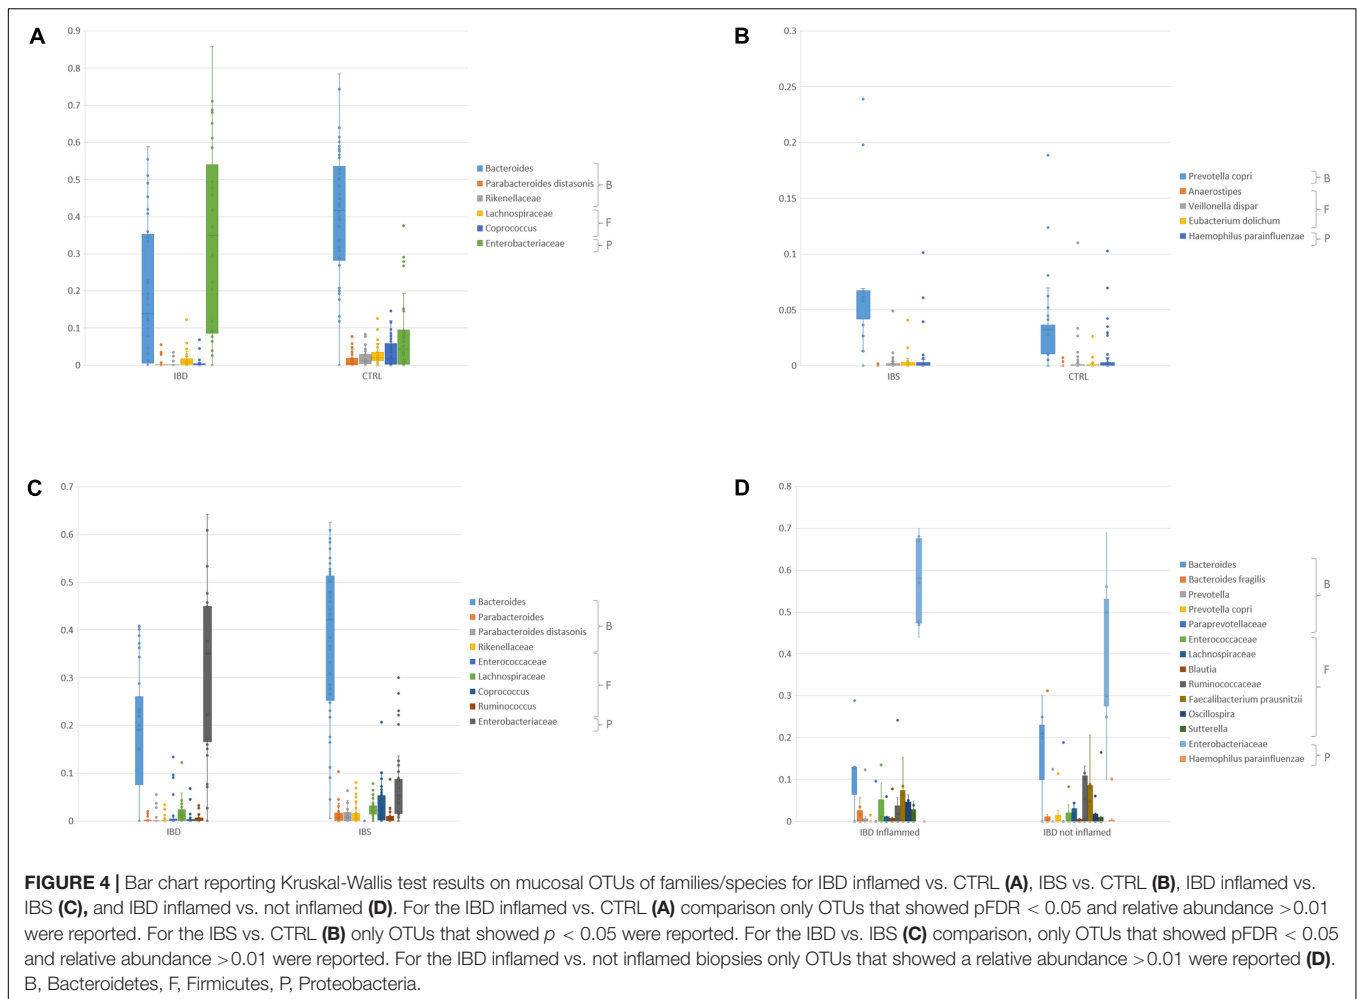 A
0.9
0.8
0.7
0.6
0.5
0.4
0.3
0.2
0.1
0
IBD
CTRL
Bacteroides
Parabacteroides distasonis
Rikenellaceae
Lachnospiraceae
Coprococcus
Enterobacteriaceae
B
F
P
B
0.3
0.25
0.2
0.15
0.1
0.05
0
IBS
CTRL
Prevotella copri
Anaerostipes
Veillonella dispar
Eubacterium dolichum
Haemophilus parainfluenzae
B
F
P
C
0.7
0.6
0.5
0.4
0.3
0.2
0.1
0
IBD
IBS
Bacteroides
Parabacteroides
Parabacteroides distasonis
Rikenellaceae
Enterococcaceae
Lachnospiraceae
Coprococcus
Ruminococcus
Enterobacteriaceae
B
F
P
D
0.8
0.7
0.6
0.5
0.4
0.3
0.2
0.1
0
IBD Inflammed
IBD not inflamed
Bacteroides
Bacteroides fragilis
Prevotella
Prevotella copri
Paraprevotellaceae
Enterococcaceae
Lachnospiraceae
Blautia
Ruminococcaceae
Faecalibacterium prausnitzii
Oscillospira
Sutterella
Enterobacteriaceae
Haemophilus parainfluenzae
B
F
P
FIGURE 4 | Bar chart reporting Kruskal-Wallis test results on mucosal OTUs of families/species for IBD inflamed vs. CTRL (A), IBS vs. CTRL (B), IBD inflamed vs.
IBS (C), and IBD inflamed vs. not inflamed (D). For the IBD inflamed vs. CTRL (A) comparison only OTUs that showed pFDR < 0.05 and relative abundance >0.01
were reported. For the IBS vs. CTRL (B) only OTUs that showed p < 0.05 were reported. For the IBD vs. IBS (C) comparison, only OTUs that showed pFDR < 0.05
and relative abundance >0.01 were reported. For the IBD inflamed vs. not inflamed biopsies only OTUs that showed a relative abundance >0.01 were reported (D).
B, Bacteroidetes, F, Firmicutes, P, Proteobacteria.